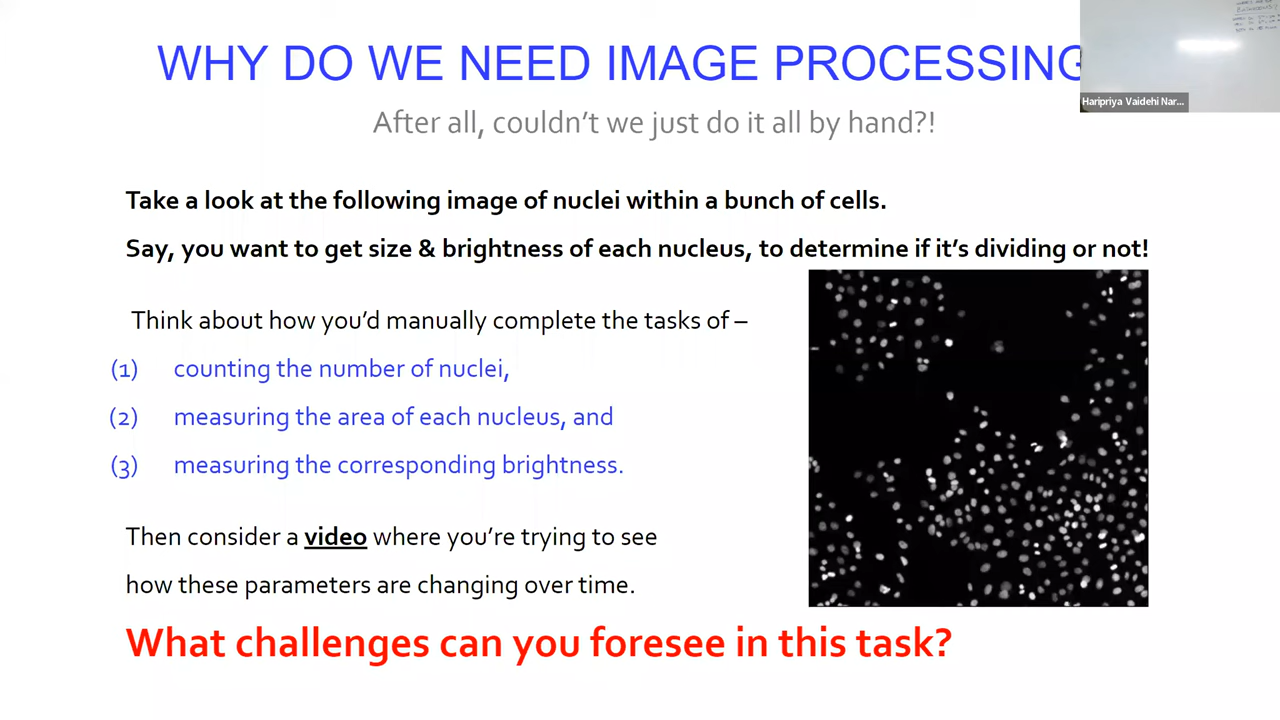 WHY DO WE NEED IMAGE PROCESSING
Haripriya Vaidehi Nar...
After all, couldn't we just do it all by hand?!
Take a look at the following image of nuclei within a bunch of cells.
Say, you want to get size & brightness of each nucleus, to determine if it's dividing or not!
Think about how you'd manually complete the tasks of –
(1) counting the number of nuclei,
(2) measuring the area of each nucleus, and
(3) measuring the corresponding brightness.
Then consider a video where you're trying to see
how these parameters are changing over time.
What challenges can you foresee in this task?